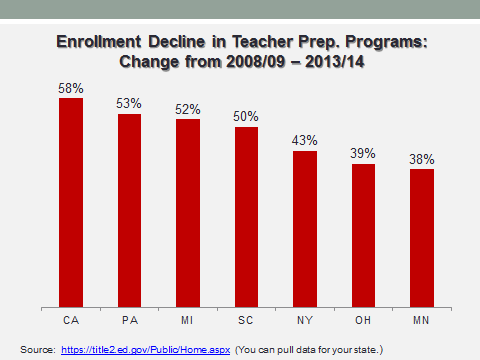 Enrollment Decline in Teacher Prep. Programs:
Change from 2008/09 – 2013/14
58%
53%
52%
50%
43%
39%
38%
CA PA MI SC NY OH MN
Source: https://title2.ed.gov/Public/Home.aspx (You can pull data for your state.)